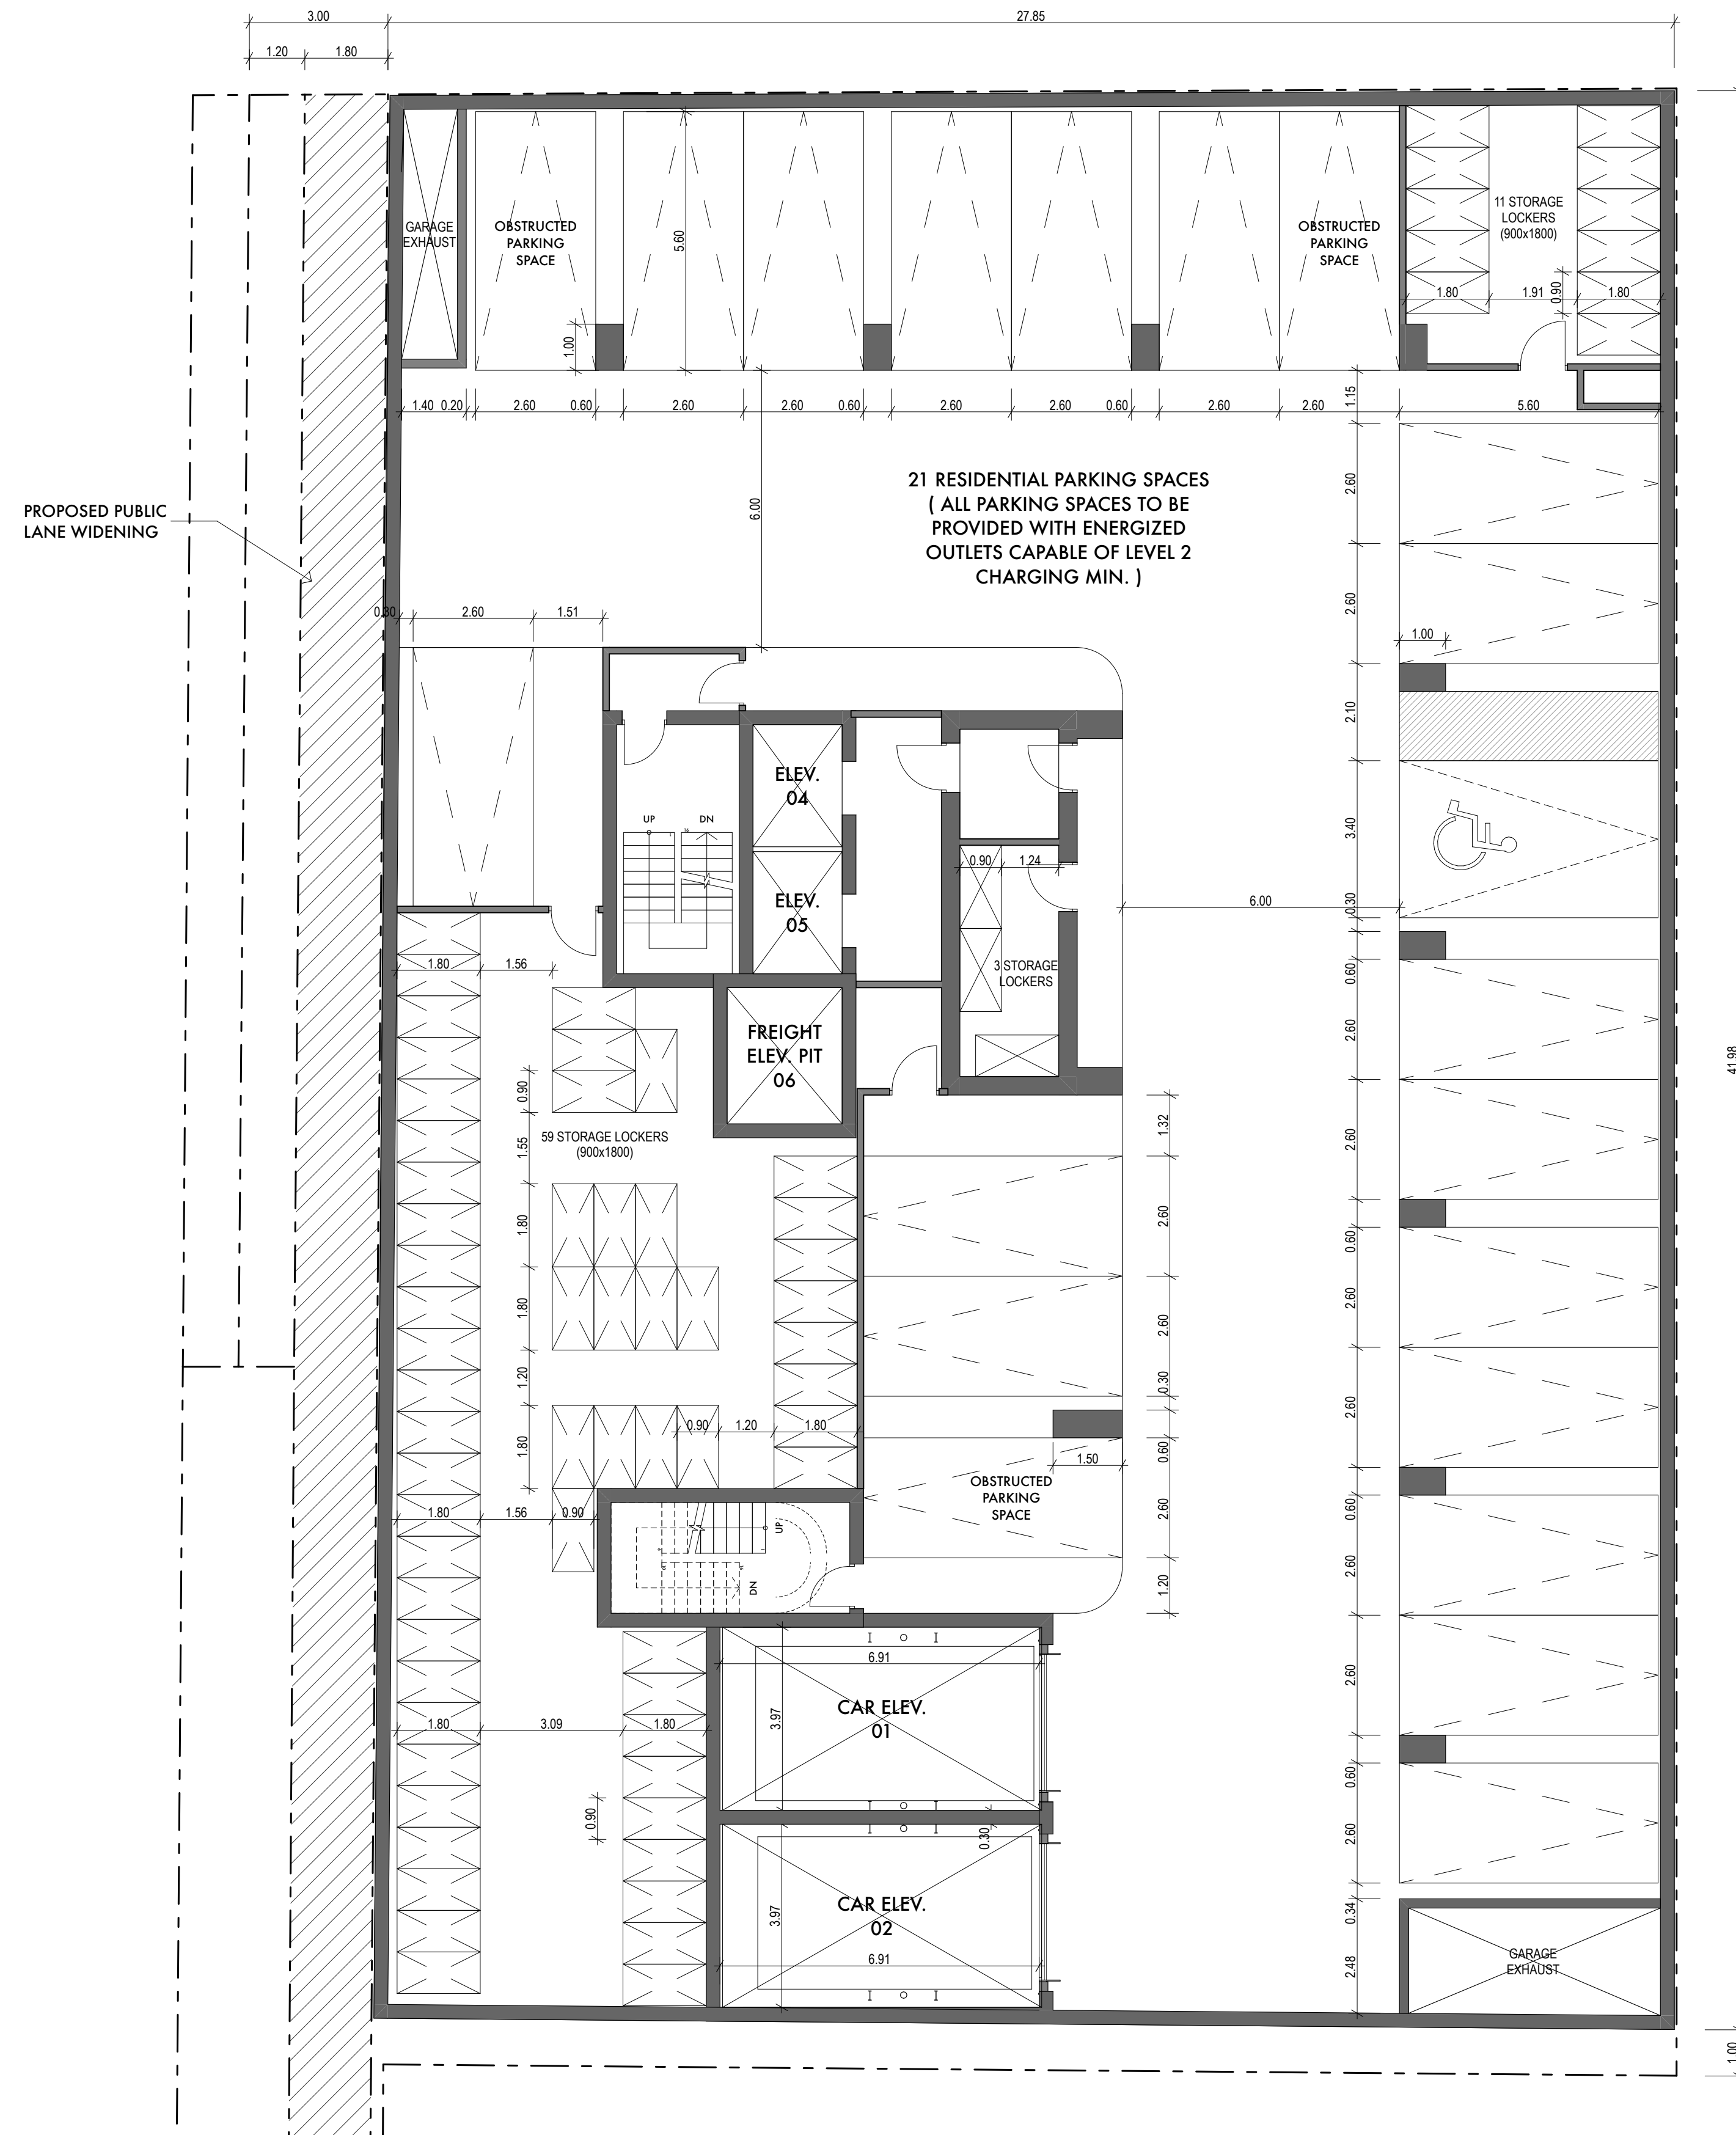 3.00
27.85
1.20
1.80
GARAGE
EXHAUST
OBSTRUCTED
PARKING
SPACE
5.60
OBSTRUCTED
PARKING
SPACE
11 STORAGE
LOCKERS
(900x1800)
1.80
1.91
0.90
1.80
1.00
1.40
0.20
2.60
0.60
2.60
2.60
0.60
2.60
2.60
0.60
2.60
2.60
1.15
5.60
21 RESIDENTIAL PARKING SPACES
( ALL PARKING SPACES TO BE
PROVIDED WITH ENERGIZED
OUTLETS CAPABLE OF LEVEL 2
CHARGING MIN. )
PROPOSED PUBLIC
LANE WIDENING
6.00
2.60
2.60
0.30
2.60
1.51
1.00
2.10
ELEV.
04
UP
DN
3.40
0.90
1.24
ELEV.
05
6.00
0.30
1.80
1.56
3 STORAGE
LOCKERS
0.60
FREIGHT
ELEV. PIT
06
2.60
41.98
0.90
1.32
59 STORAGE LOCKERS
(900x1800)
1.55
2.60
1.80
2.60
0.60
1.80
2.60
2.60
1.20
0.30
2.60
1.80
0.90
1.20
1.80
0.60
1.50
OBSTRUCTED
PARKING
SPACE
1.80
1.56
0.90
UP
2.60
0.60
DN
1.20
2.60
6.91
CAR ELEV.
01
3.97
2.60
1.80
3.09
1.80
0.60
0.90
0.30
2.60
CAR ELEV.
02
3.97
0.34
6.91
2.48
GARAGE
EXHAUST
1.00